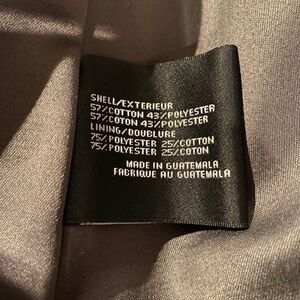 SHELL/EXTERIEUR
57%COTTON 43%POLYESTER
57%COTON 43%POLYESTER
LINING/DOUBLURE
75%POLYESTER 25%COTTON
75%POLYESTER 25%COTON
MADE IN GUATEMALA
FABRIQUE AU GUATEMALA